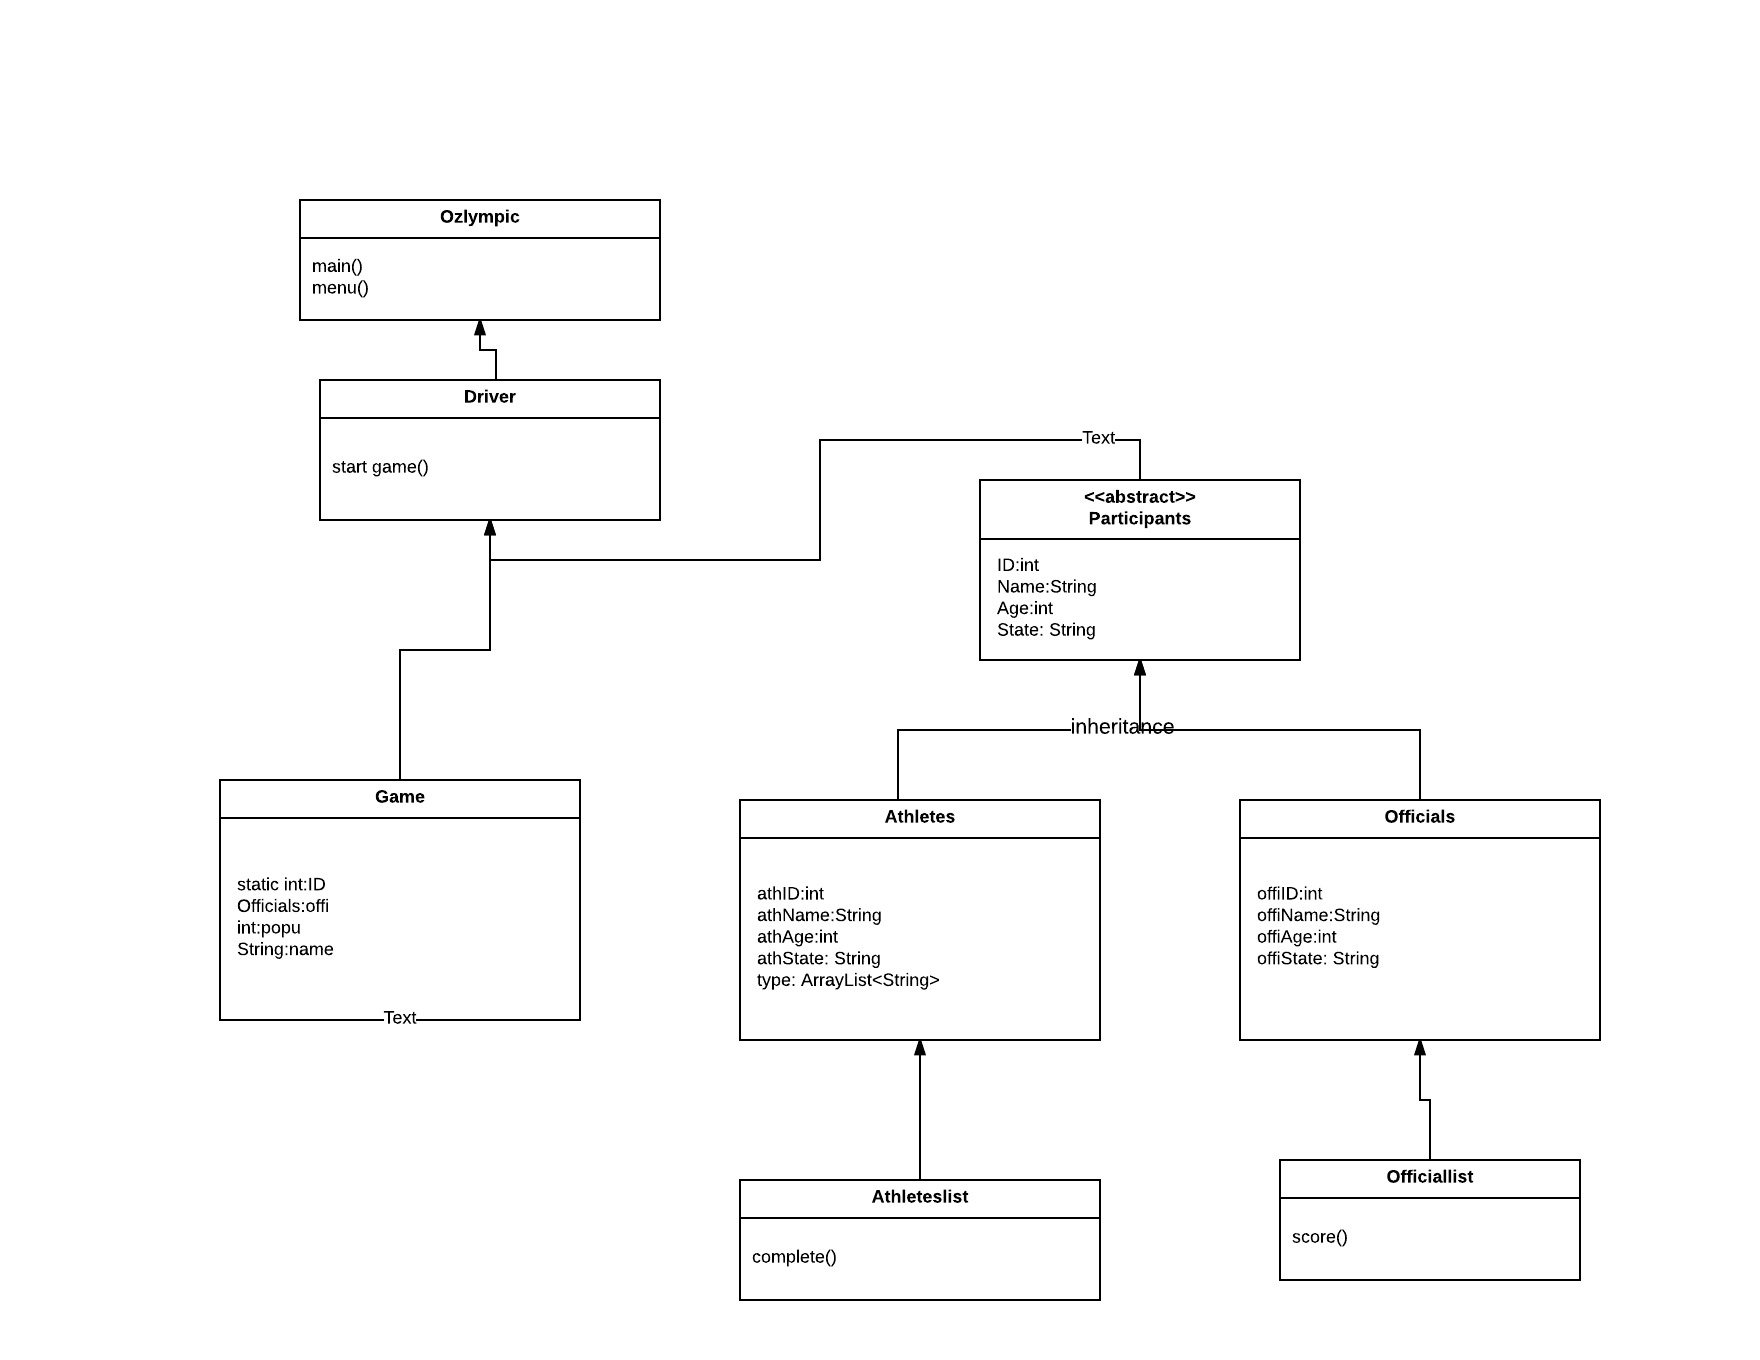 Ozlympic
main()
menu()
Driver
start game()
Text
<<abstract>>
Participants
ID:int
Name:String
Age:int
State: String
inheritance
Game
static int:ID
Officials:offi
int:popu
String:name
Text
Athletes
athID:int
athName:String
athAge:int
athState: String
type: ArrayList<String>
Officials
offiID:int
offiName:String
offiAge:int
offiState: String
Athleteslist
complete()
Officiallist
score()